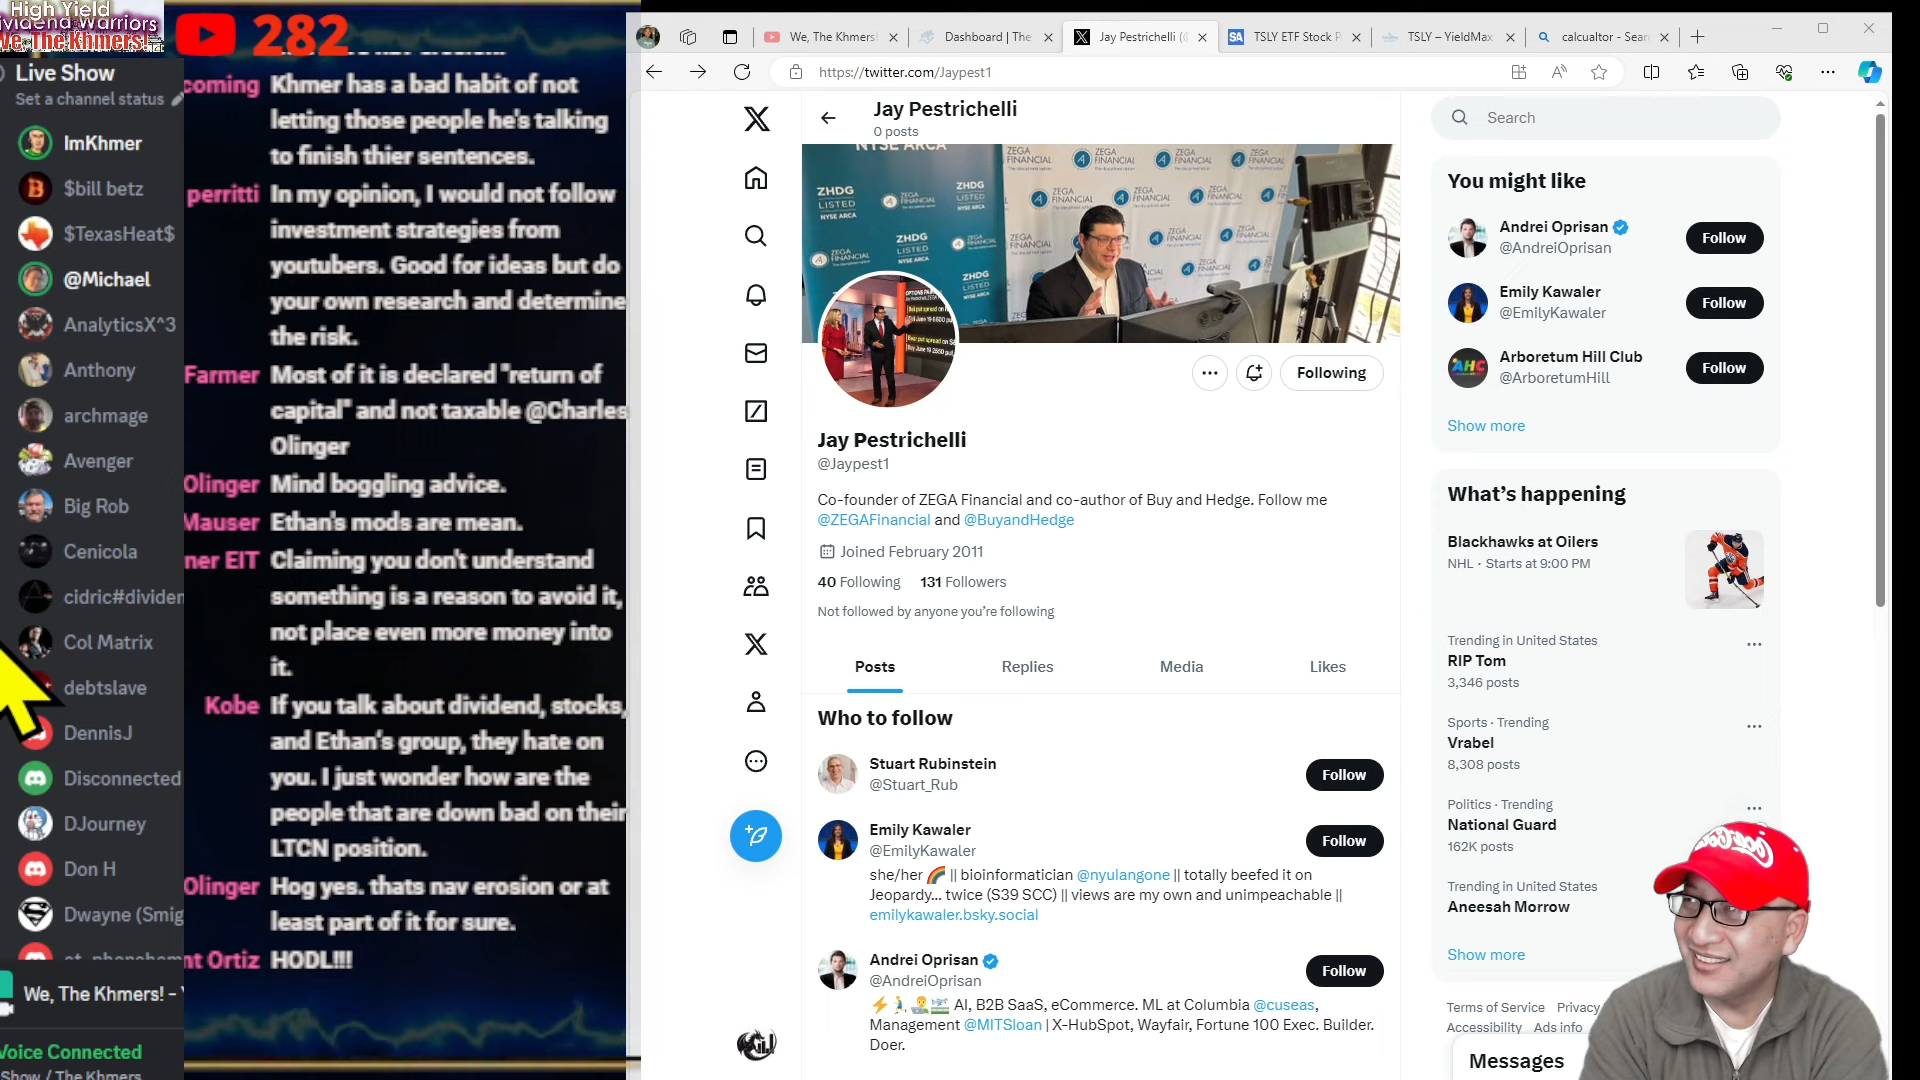 High Yield
Dividend Warriors
We, The Khmers!
282
Live Show
Set a channel status
ImKhmer
$bill betz
$TexasHeat$
@Michael
AnalyticsX^3
Anthony
archmage
Avenger
Big Rob
Cenicola
cidric#dividen
Col Matrix
debtslave
DennisJ
Disconnected
DJourney
Don H
Dwayne (Smig
We, The Khmers! -
Voice Connected
Show / The Khmers
coming Khmer has a bad habit of not
letting those people he's talking
to finish thier sentences.
perritti In my opinion, I would not follow
investment strategies from
youtubers. Good for ideas but do
your own research and determine
the risk.
Farmer Most of it is declared "return of
capital" and not taxable @Charles
Olinger
Olinger Mind boggling advice.
Mauser Ethan's mods are mean.
ner EIT Claiming you don't understand
something is a reason to avoid it,
not place even more money into
it.
Kobe If you talk about dividend, stocks,
and Ethan's group, they hate on
you. I just wonder how are the
people that are down bad on their
LTCN position.
Olinger Hog yes. thats nav erosion or at
least part of it for sure.
nt Ortiz HODL!!!
We, The Khmers!
Dashboard | The
Jay Pestrichelli (@
TSLY ETF Stock P
TSLY – YieldMax
calcualtor - Sear
https://twitter.com/Jaypest1
Jay Pestrichelli
0 posts
NYSE ARCA
ZHDG
LISTED
NYSE ARCA
ZEGA
FINANCIAL
ZHDG
LISTED
NYSE ARCA
Following
Jay Pestrichelli
@Jaypest1
Co-founder of ZEGA Financial and co-author of Buy and Hedge. Follow me
@ZEGAFinancial and @BuyandHedge
Joined February 2011
40 Following 131 Followers
Not followed by anyone you're following
Posts Replies Media Likes
Who to follow
Stuart Rubinstein
@Stuart_Rub
Follow
Emily Kawaler
@EmilyKawaler
Follow
she/her 🌈 || bioinformatician @nyulangone || totally beefed it on
Jeopardy... twice (S39 SCC) || views are my own and unimpeachable ||
emilykawaler.bsky.social
Andrei Oprisan
@AndreiOprisan
Follow
AI, B2B SaaS, eCommerce. ML at Columbia @cuseas,
Management @MITSloan | X-HubSpot, Wayfair, Fortune 100 Exec. Builder.
Doer.
Search
You might like
Andrei Oprisan
@AndreiOprisan
Follow
Emily Kawaler
@EmilyKawaler
Follow
AHC
Arboretum Hill Club
@ArboretumHill
Follow
Show more
What's happening
Blackhawks at Oilers
NHL · Starts at 9:00 PM
Trending in United States
RIP Tom
3,346 posts
Sports · Trending
Vrabel
8,308 posts
Politics · Trending
National Guard
162K posts
Trending in United States
Aneesah Morrow
Show more
Terms of Service Privacy
Accessibility Ads info
Messages